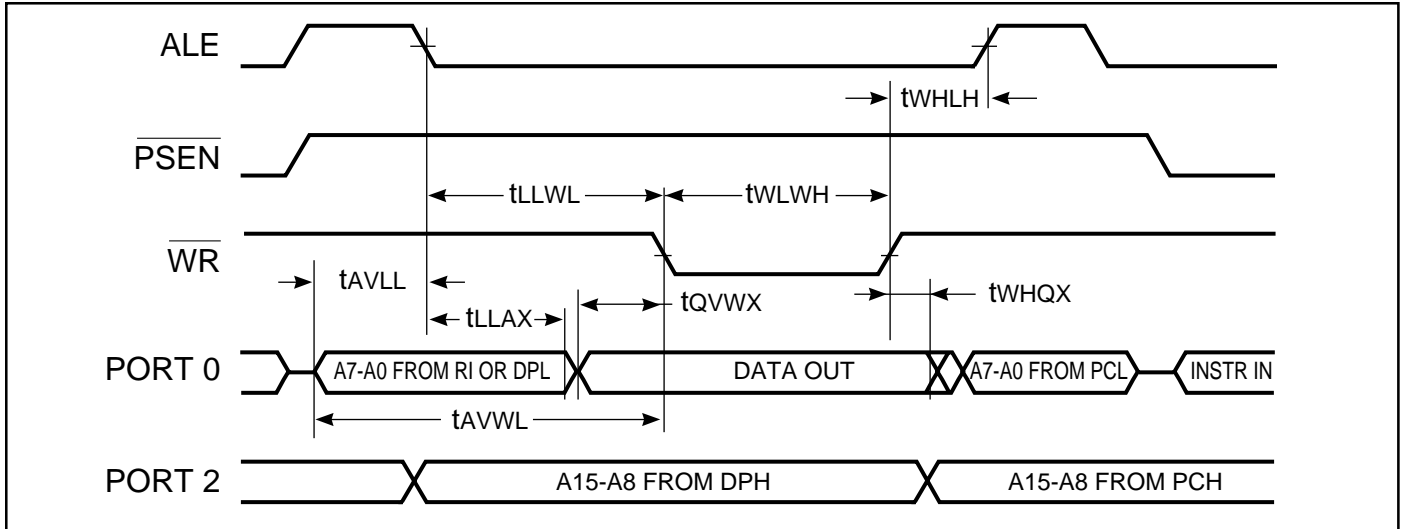 ALE
tWHLH
PSEN
tLLWL
tWLWH
WR
tAVLL
tLLAX
tQVWX
tWHQX
PORT 0
A7-A0 FROM RI OR DPL
DATA OUT
A7-A0 FROM PCL
INSTR IN
tAVWL
PORT 2
A15-A8 FROM DPH
A15-A8 FROM PCH